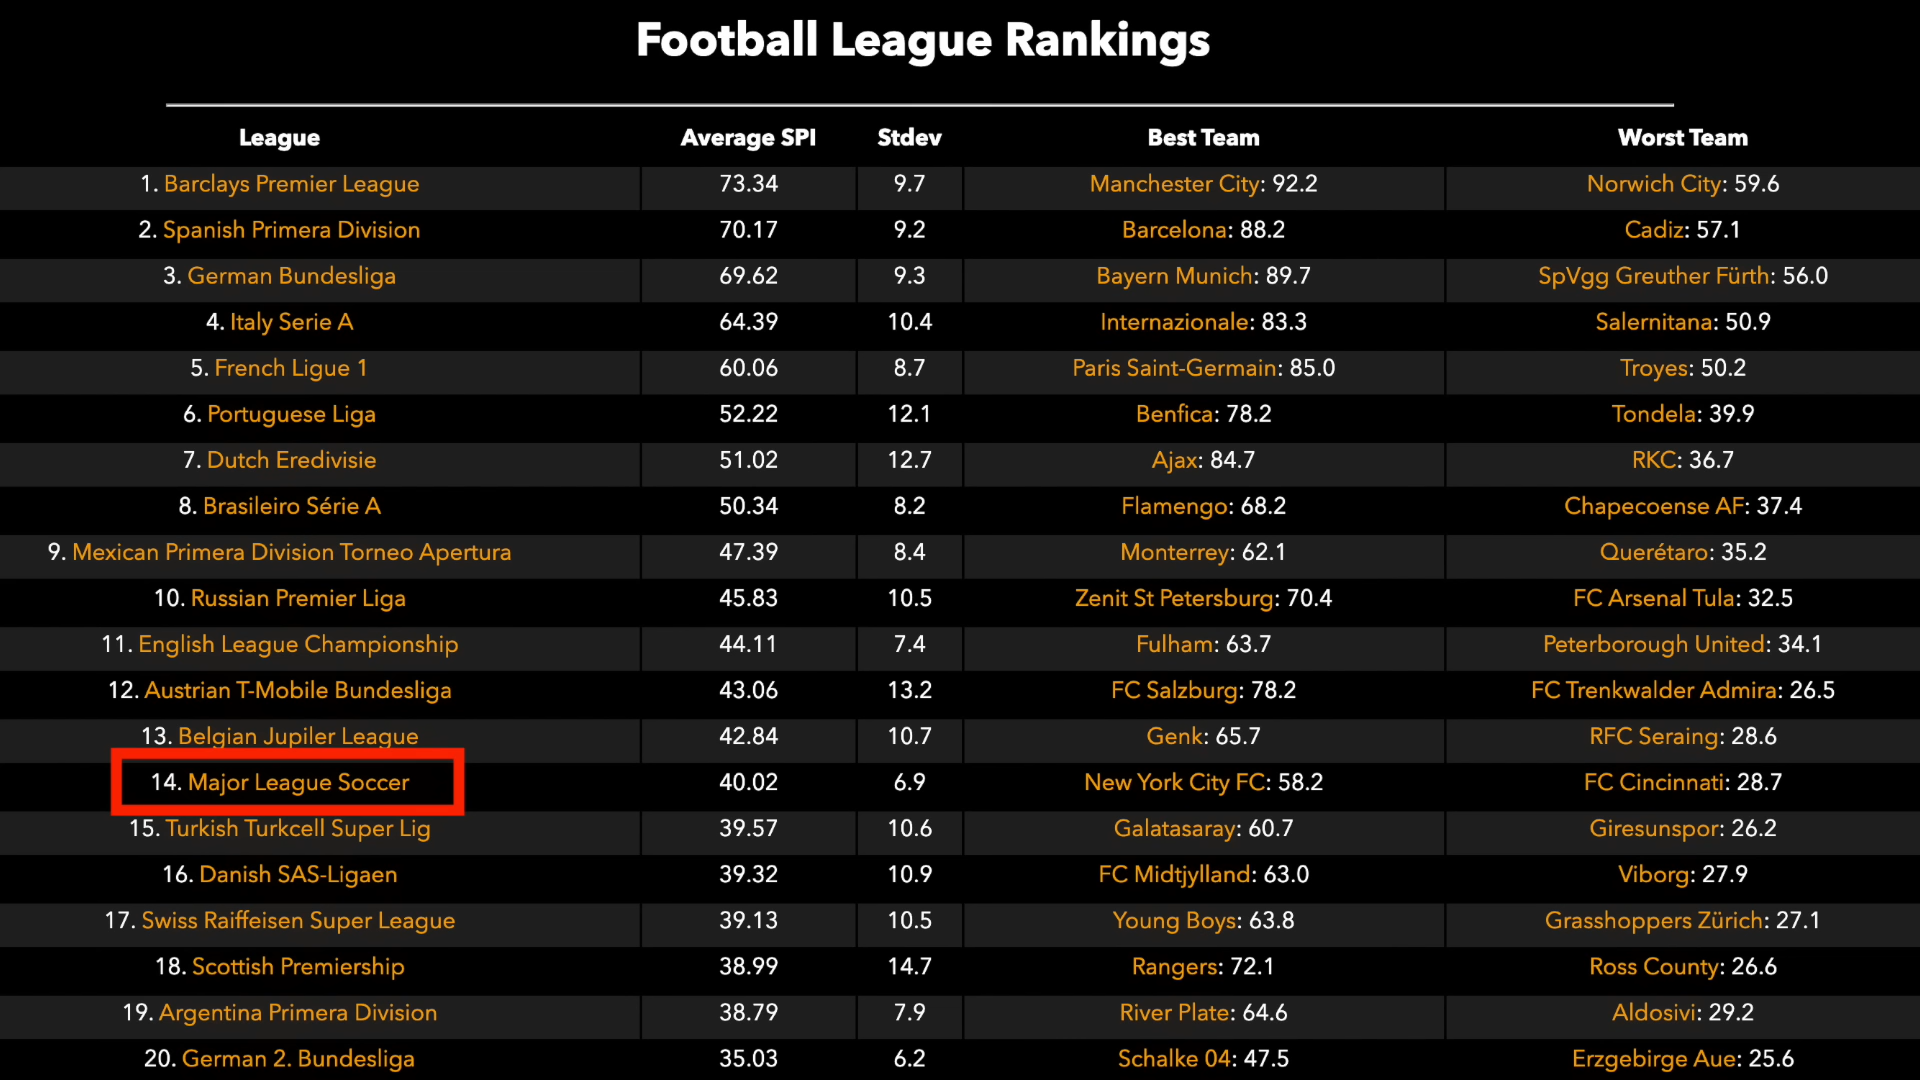 Football League Rankings
League Average SPI Stdev Best Team Worst Team
1. Barclays Premier League 73.34 9.7 Manchester City: 92.2 Norwich City: 59.6
2. Spanish Primera Division 70.17 9.2 Barcelona: 88.2 Cadiz: 57.1
3. German Bundesliga 69.62 9.3 Bayern Munich: 89.7 SpVgg Greuther Fürth: 56.0
4. Italy Serie A 64.39 10.4 Internazionale: 83.3 Salernitana: 50.9
5. French Ligue 1 60.06 8.7 Paris Saint-Germain: 85.0 Troyes: 50.2
6. Portuguese Liga 52.22 12.1 Benfica: 78.2 Tondela: 39.9
7. Dutch Eredivisie 51.02 12.7 Ajax: 84.7 RKC: 36.7
8. Brasileiro Série A 50.34 8.2 Flamengo: 68.2 Chapecoense AF: 37.4
9. Mexican Primera Division Torneo Apertura 47.39 8.4 Monterrey: 62.1 Querétaro: 35.2
10. Russian Premier Liga 45.83 10.5 Zenit St Petersburg: 70.4 FC Arsenal Tula: 32.5
11. English League Championship 44.11 7.4 Fulham: 63.7 Peterborough United: 34.1
12. Austrian T-Mobile Bundesliga 43.06 13.2 FC Salzburg: 78.2 FC Trenkwalder Admira: 26.5
13. Belgian Jupiler League 42.84 10.7 Genk: 65.7 RFC Seraing: 28.6
14. Major League Soccer 40.02 6.9 New York City FC: 58.2 FC Cincinnati: 28.7
15. Turkish Turkcell Super Lig 39.57 10.6 Galatasaray: 60.7 Giresunspor: 26.2
16. Danish SAS-Ligaen 39.32 10.9 FC Midtjylland: 63.0 Viborg: 27.9
17. Swiss Raiffeisen Super League 39.13 10.5 Young Boys: 63.8 Grasshoppers Zürich: 27.1
18. Scottish Premiership 38.99 14.7 Rangers: 72.1 Ross County: 26.6
19. Argentina Primera Division 38.79 7.9 River Plate: 64.6 Aldosivi: 29.2
20. German 2. Bundesliga 35.03 6.2 Schalke 04: 47.5 Erzgebirge Aue: 25.6